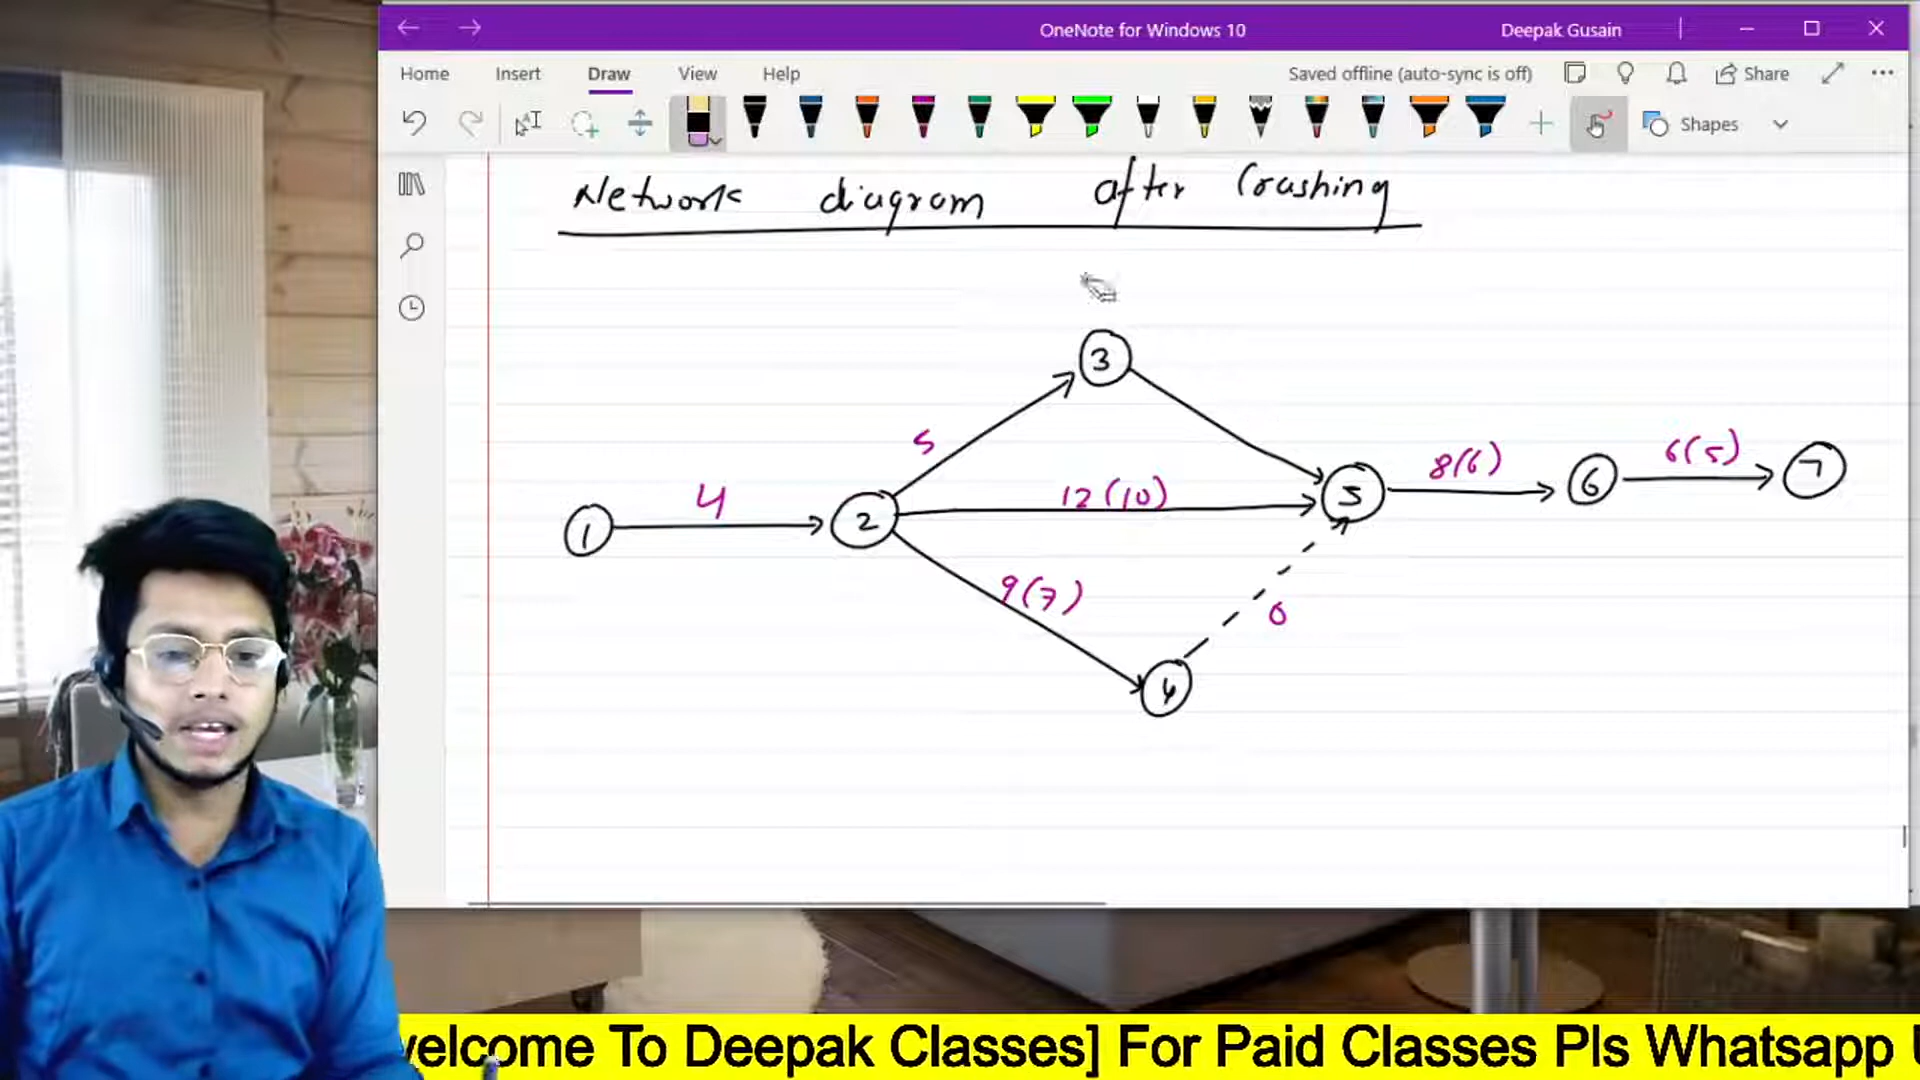 OneNote for Windows 10 Deepak Gusain
Home Insert Draw View Help Saved offline (auto-sync is off) Share
Shapes
Network diagram after Crashing
3
5
8(6)
6(5)
4
12 (10)
1
2
5
6
7
9(7)
0
4
welcome To Deepak Classes] For Paid Classes Pls Whatsapp